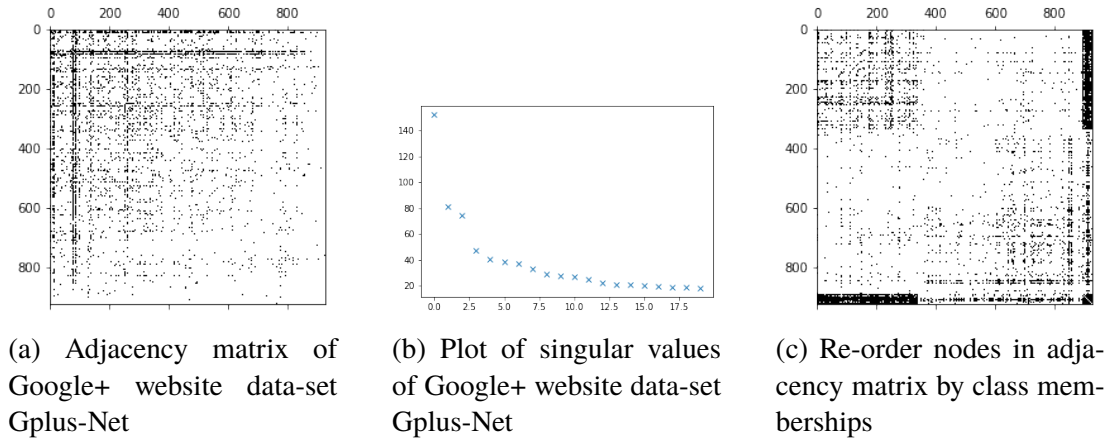 0 200 400 600 800
0
200
400
600
800
140
120
100
80
60
40
20
0.0 2.5 5.0 7.5 10.0 12.5 15.0 17.5
0 200 400 600 800
0
200
400
600
800
(a) Adjacency matrix of
Google+ website data-set
Gplus-Net
(b) Plot of singular values
of Google+ website data-set
Gplus-Net
(c) Re-order nodes in adja-
cency matrix by class mem-
berships